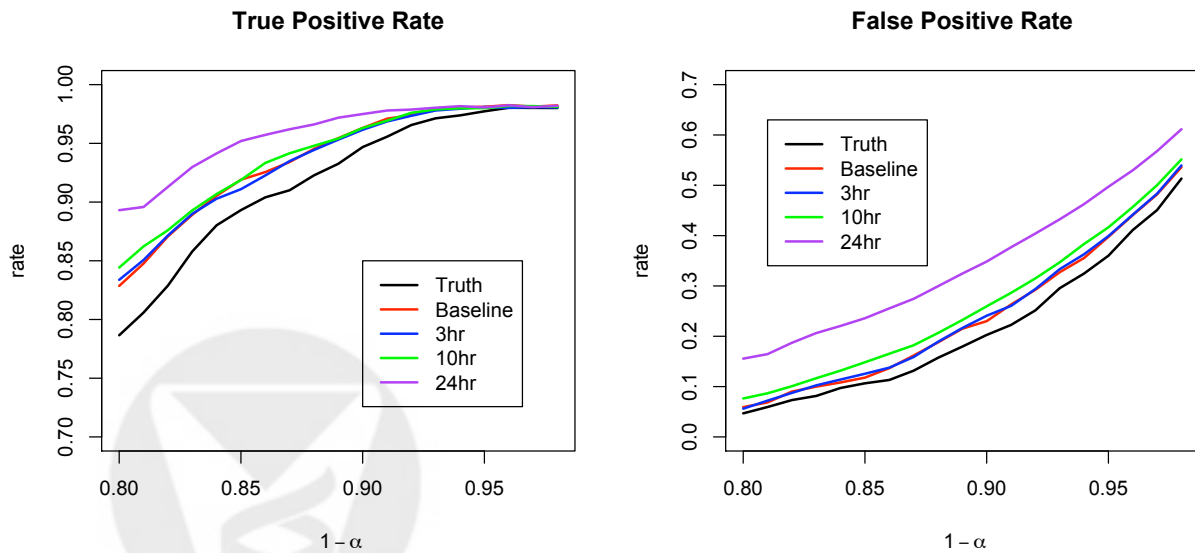 True Positive Rate
rate
1.00
0.95
0.90
0.85
0.80
0.75
0.70
Truth
Baseline
3hr
10hr
24hr
0.80 0.85 0.90 0.95
1 − α
False Positive Rate
rate
0.7
0.6
0.5
0.4
0.3
0.2
0.1
0.0
Truth
Baseline
3hr
10hr
24hr
0.80 0.85 0.90 0.95
1 − α